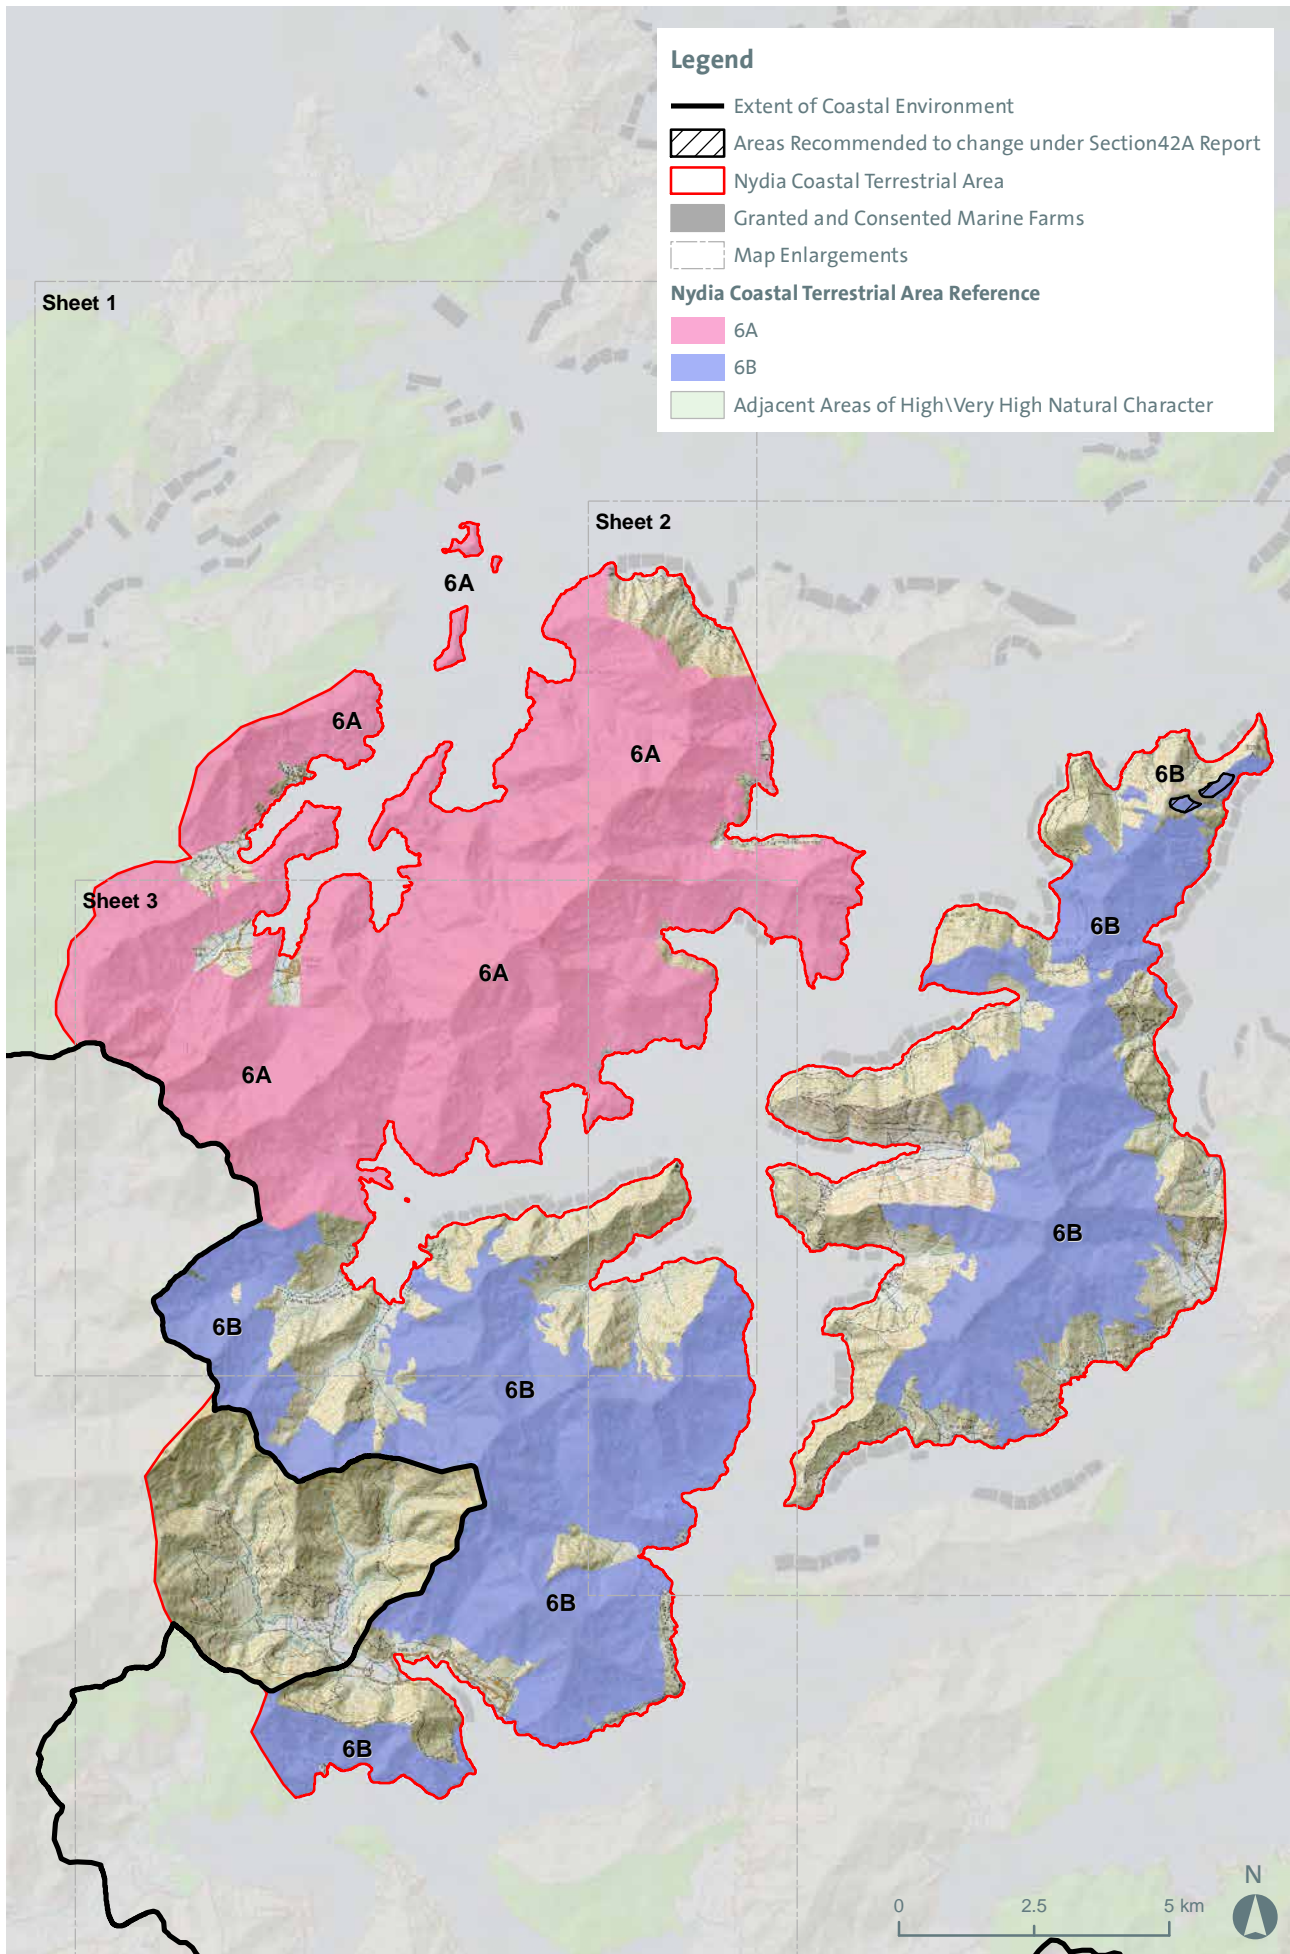 Legend
Extent of Coastal Environment
Areas Recommended to change under Section42A Report
Nydia Coastal Terrestrial Area
Granted and Consented Marine Farms
Map Enlargements
Nydia Coastal Terrestrial Area Reference
6A
6B
Adjacent Areas of High\Very High Natural Character
Sheet 1
Sheet 2
6A
6A
6A
6B
Sheet 3
6B
6A
6A
6B
6B
6B
6B
6B
N
0 2.5 5 km